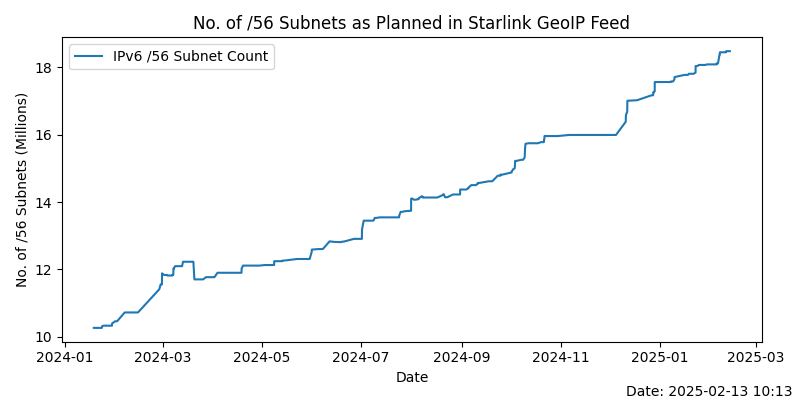 No. of /56 Subnets as Planned in Starlink GeoIP Feed
IPv6 /56 Subnet Count
No. of /56 Subnets (Millions)
18
16
14
12
10
2024-01 2024-03 2024-05 2024-07 2024-09 2024-11 2025-01 2025-03
Date
Date: 2025-02-13 10:13